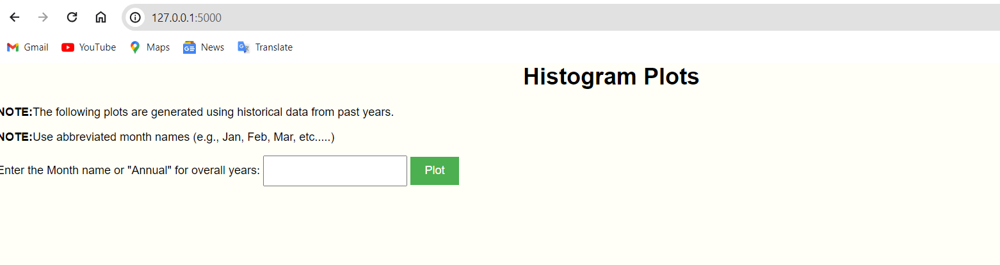 127.0.0.1:5000
Gmail YouTube Maps News Translate
Histogram Plots
NOTE:The following plots are generated using historical data from past years.
NOTE:Use abbreviated month names (e.g., Jan, Feb, Mar, etc.....)
Enter the Month name or "Annual" for overall years: Plot